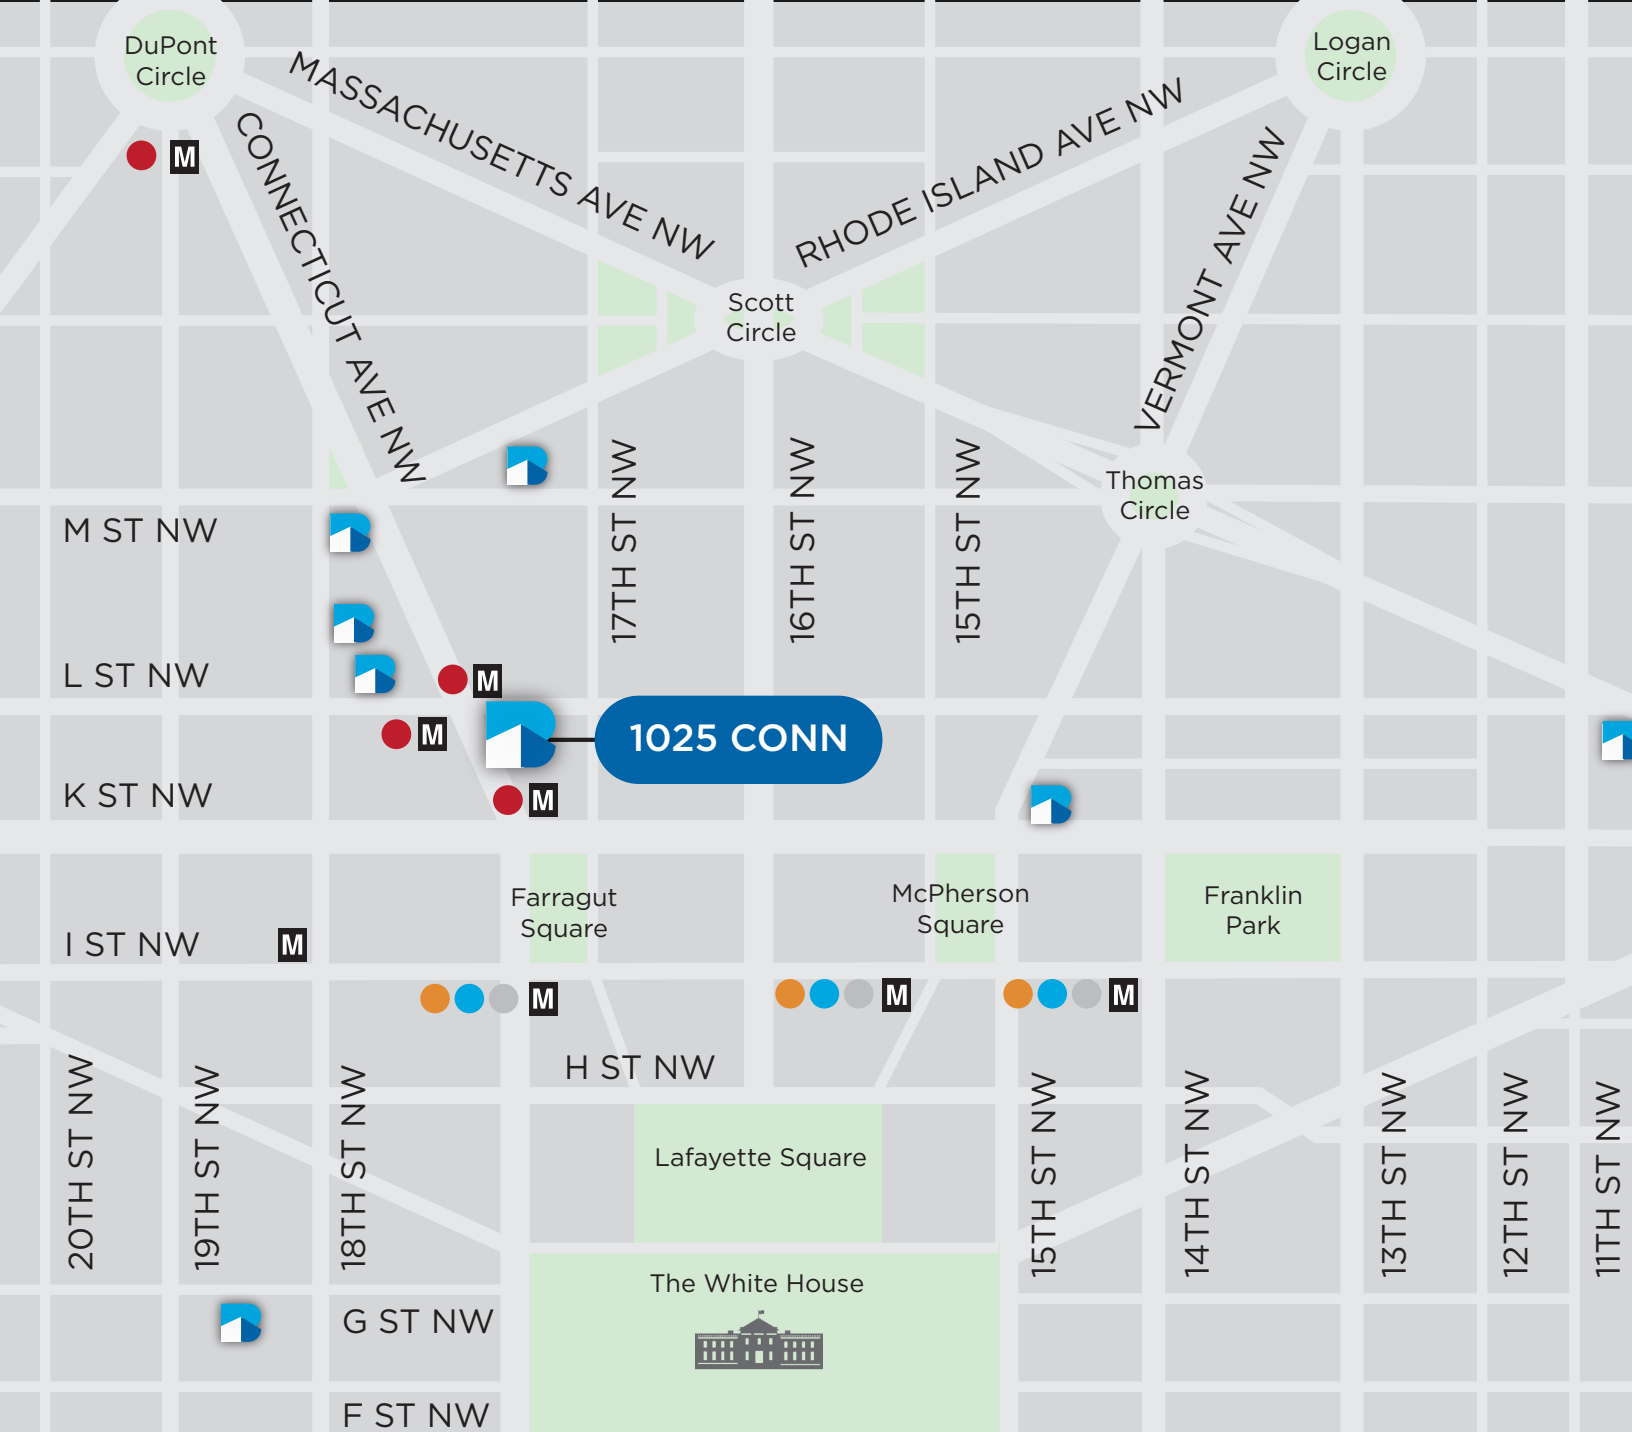 DuPont
Circle
Logan
Circle
MASSACHUSETTS AVE NW
RHODE ISLAND AVE NW
CONNECTICUT AVE NW
VERMONT AVE NW
M
Scott
Circle
17TH ST NW
16TH ST NW
15TH ST NW
Thomas
Circle
M ST NW
L ST NW
M
M
1025 CONN
K ST NW
M
Farragut
Square
McPherson
Square
Franklin
Park
I ST NW
M
M
M
M
H ST NW
20TH ST NW
19TH ST NW
18TH ST NW
15TH ST NW
14TH ST NW
13TH ST NW
12TH ST NW
11TH ST NW
Lafayette Square
The White House
G ST NW
F ST NW